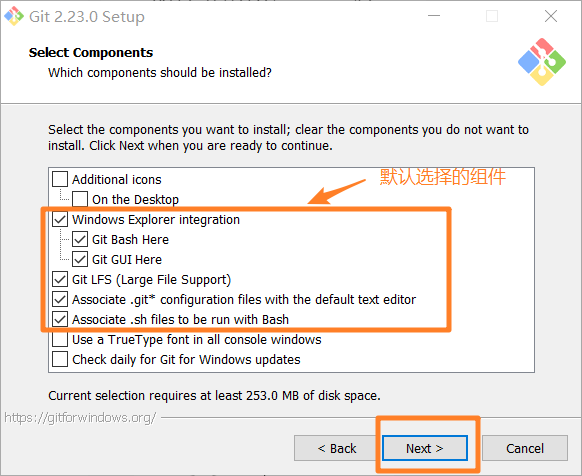 Git 2.23.0 Setup
Select Components
Which components should be installed?
Select the components you want to install; clear the components you do not want to
install. Click Next when you are ready to continue.
默认选择的组件
Additional icons
On the Desktop
Windows Explorer integration
Git Bash Here
Git GUI Here
Git LFS (Large File Support)
Associate .git* configuration files with the default text editor
Associate .sh files to be run with Bash
Use a TrueType font in all console windows
Check daily for Git for Windows updates
Current selection requires at least 253.0 MB of disk space.
https://gitforwindows.org/
< Back
Next >
Cancel